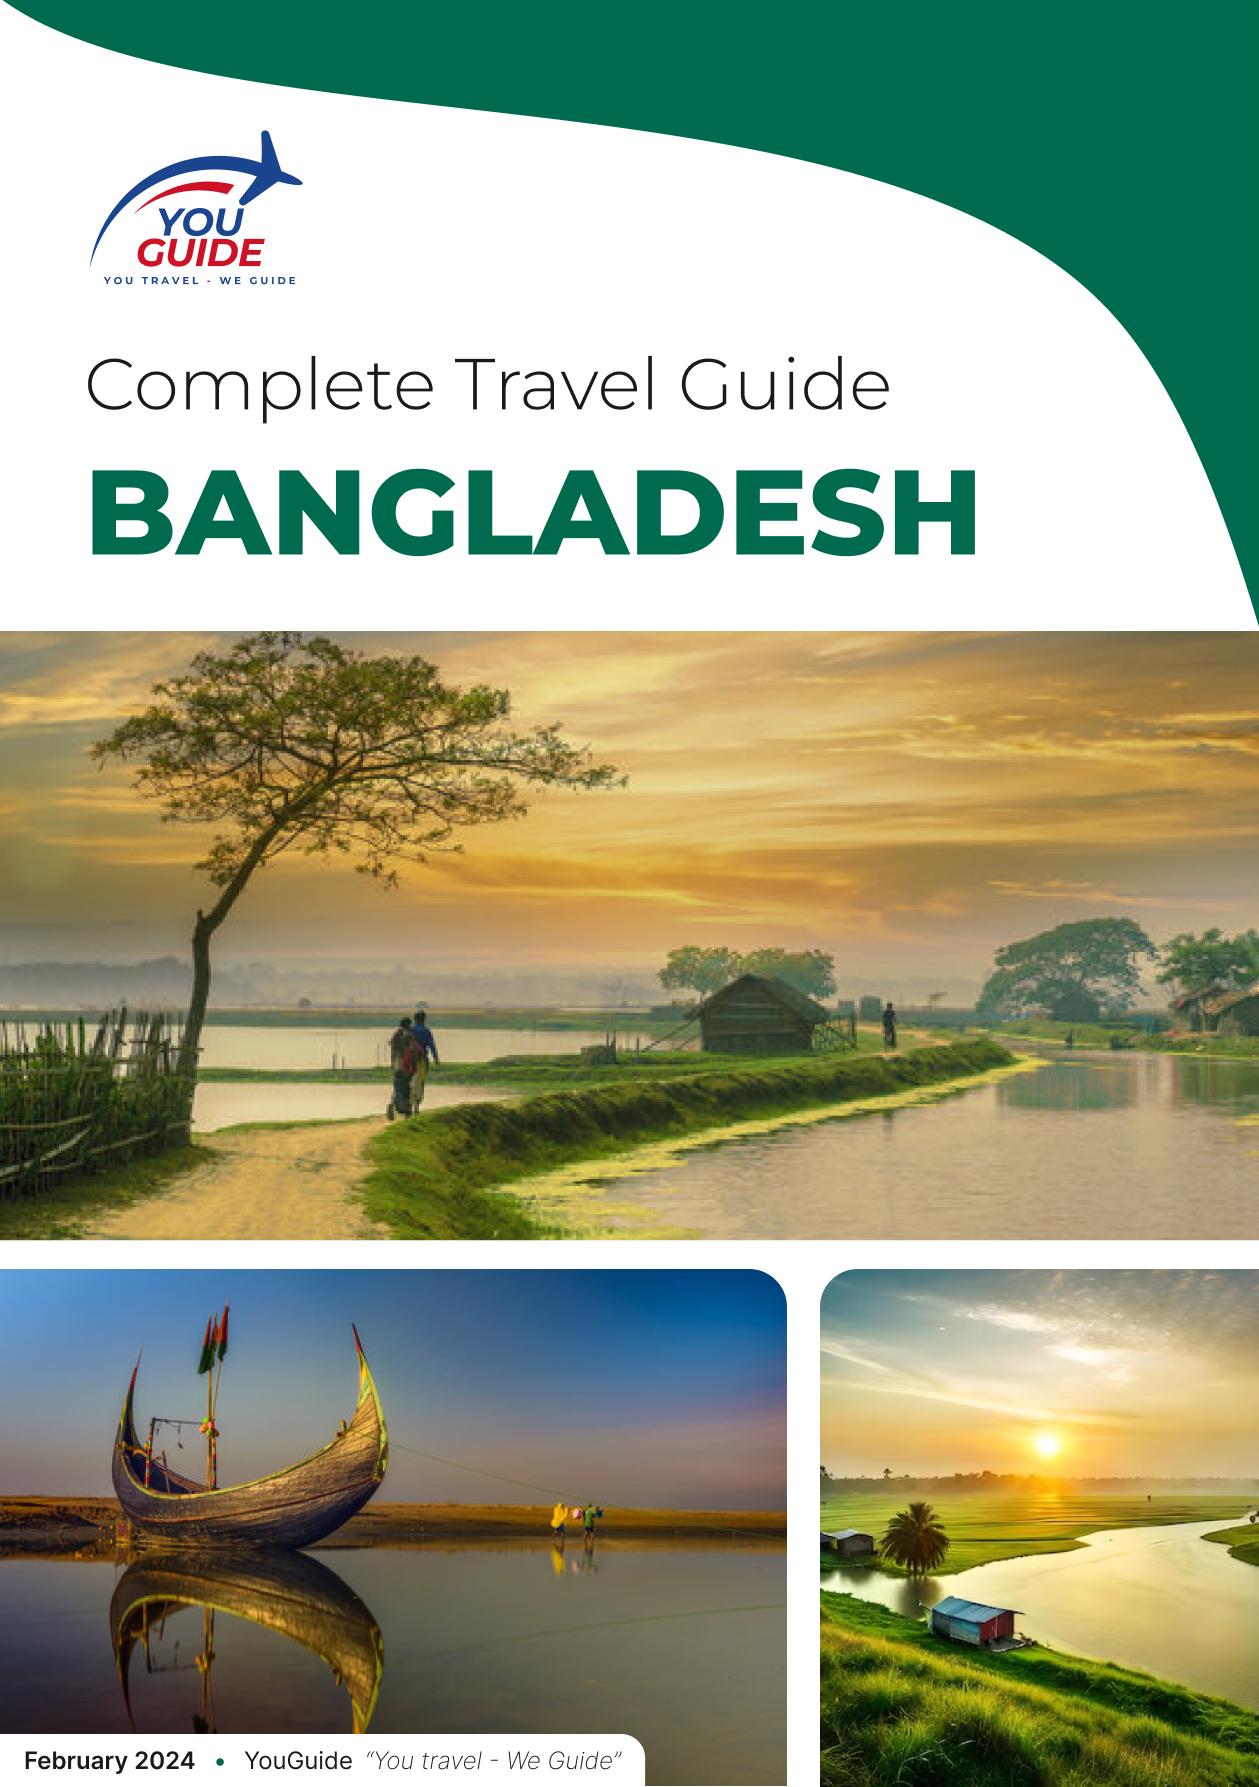 YOU
GUIDE
YOU TRAVEL - WE GUIDE
Complete Travel Guide
BANGLADESH
February 2024 • YouGuide “You travel - We Guide”